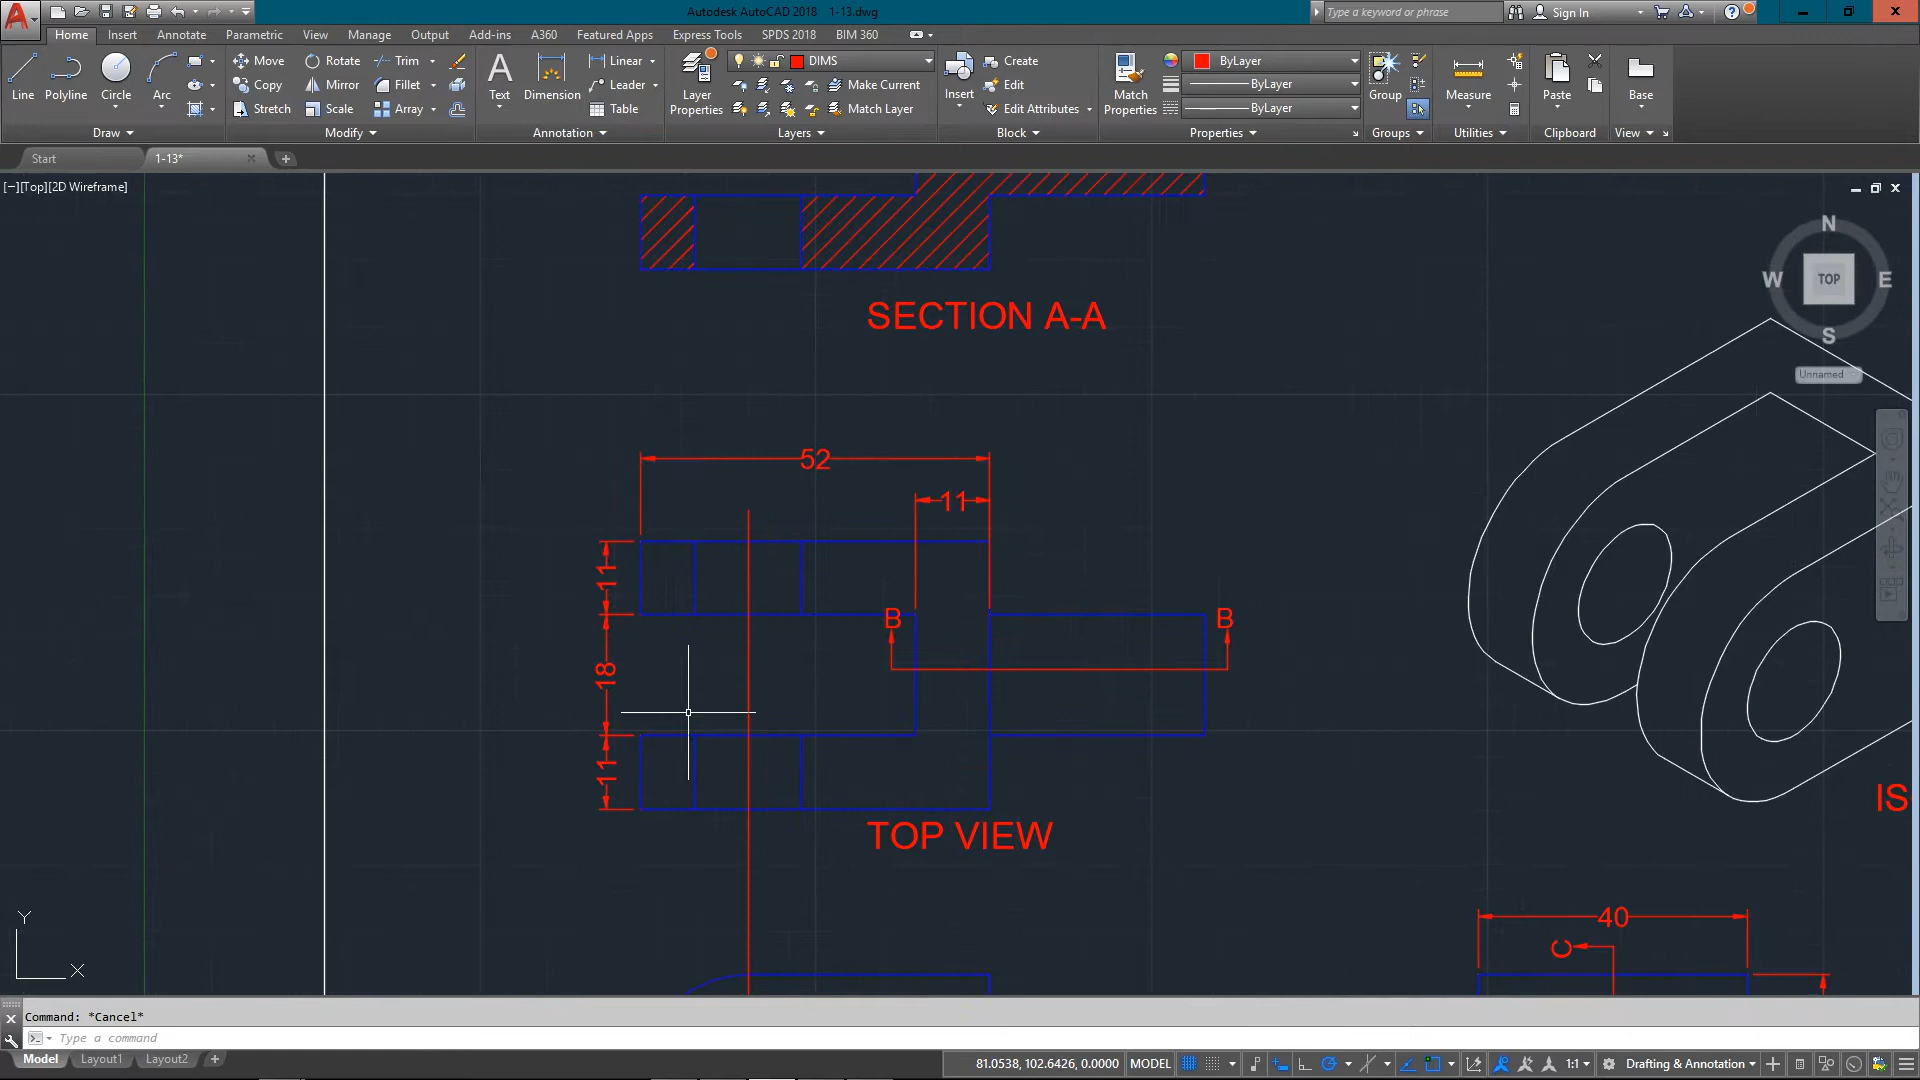 Autodesk AutoCAD 2018 1-13.dwg
Type a keyword or phrase
Sign In
Home Insert Annotate Parametric View Manage Output Add-ins A360 Featured Apps Express Tools SPDS 2018 BIM 360
Line
Polyline
Circle
Arc
Draw
Move
Rotate
Trim
Copy
Mirror
Fillet
Stretch
Scale
Array
Modify
Text
Dimension
Linear
Leader
Table
Annotation
Layer
Properties
DIMS
Make Current
Match Layer
Layers
Insert
Create
Edit
Edit Attributes
Block
Match
Properties
ByLayer
ByLayer
ByLayer
Properties
Group
Groups
Measure
Utilities
Paste
Clipboard
Base
View
Start
1-13*
[−][Top][2D Wireframe]
N
W
TOP
E
S
Unnamed
SECTION A-A
52
11
11
18
11
B
B
TOP VIEW
IS
40
C
Y
X
Command: *Cancel*
Type a command
Model Layout1 Layout2
81.0538, 102.6426, 0.0000 MODEL
1:1
Drafting & Annotation